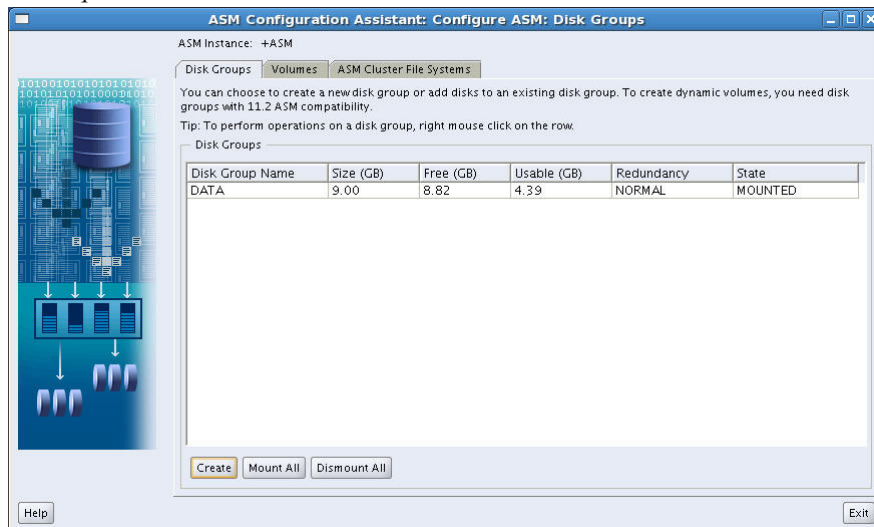 ASM Configuration Assistant: Configure ASM: Disk Groups
ASM Instance: +ASM
Disk Groups Volumes ASM Cluster File Systems
You can choose to create a new disk group or add disks to an existing disk group. To create dynamic volumes, you need disk
groups with 11.2 ASM compatibility.
Tip: To perform operations on a disk group, right mouse click on the row.
Disk Groups
Disk Group Name Size (GB) Free (GB) Usable (GB) Redundancy State
DATA 9.00 8.82 4.39 NORMAL MOUNTED
Create Mount All Dismount All
Help Exit